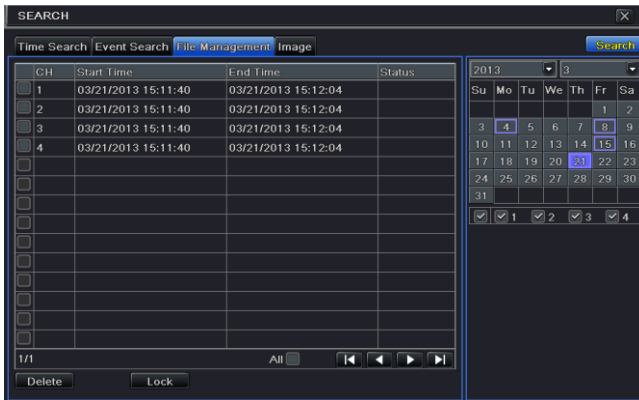 SEARCH
Time Search Event Search File Management Image
Search
CH Start Time End Time Status
1 03/21/2013 15:11:40 03/21/2013 15:12:04
2 03/21/2013 15:11:40 03/21/2013 15:12:04
3 03/21/2013 15:11:40 03/21/2013 15:12:04
4 03/21/2013 15:11:40 03/21/2013 15:12:04
1/1 All
Delete Lock
2013 3
Su Mo Tu We Th Fr Sa
1 2
3 4 5 6 7 8 9
10 11 12 13 14 15 16
17 18 19 20 21 22 23
24 25 26 27 28 29 30
31
1 2 3 4